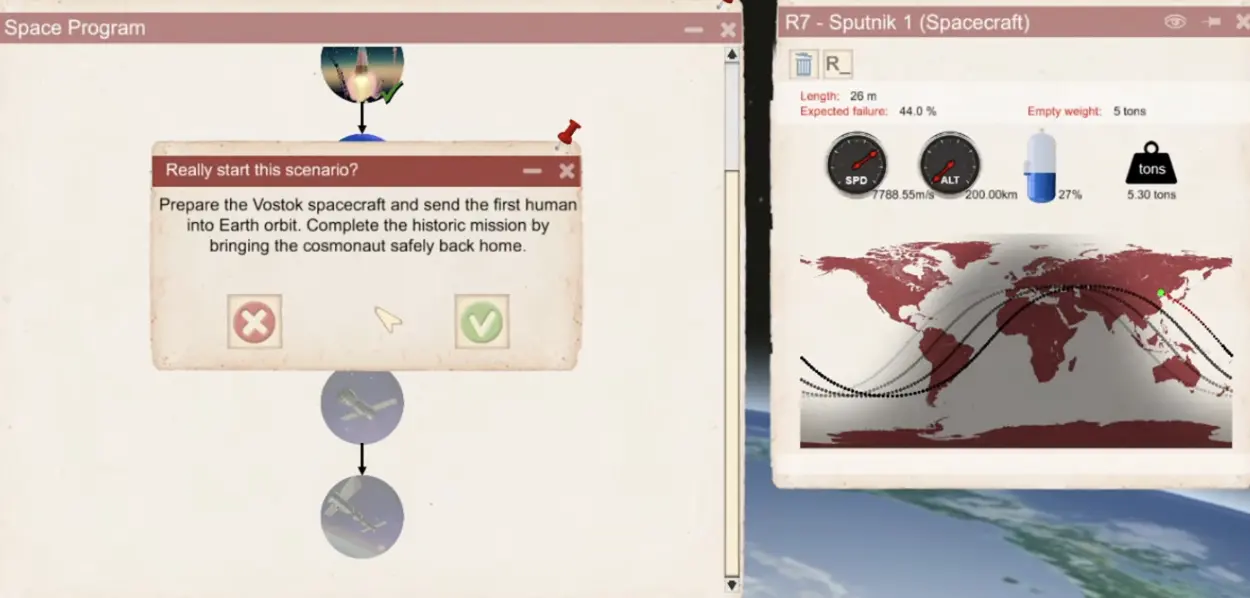 Space Program
Really start this scenario?
Prepare the Vostok spacecraft and send the first human
into Earth orbit. Complete the historic mission by
bringing the cosmonaut safely back home.
R7 - Sputnik 1 (Spacecraft)
R_
Length: 26 m
Expected failure: 44.0 %
Empty weight: 5 tons
SPD
7788.55m/s
ALT
200.00km
27%
tons
5.30 tons